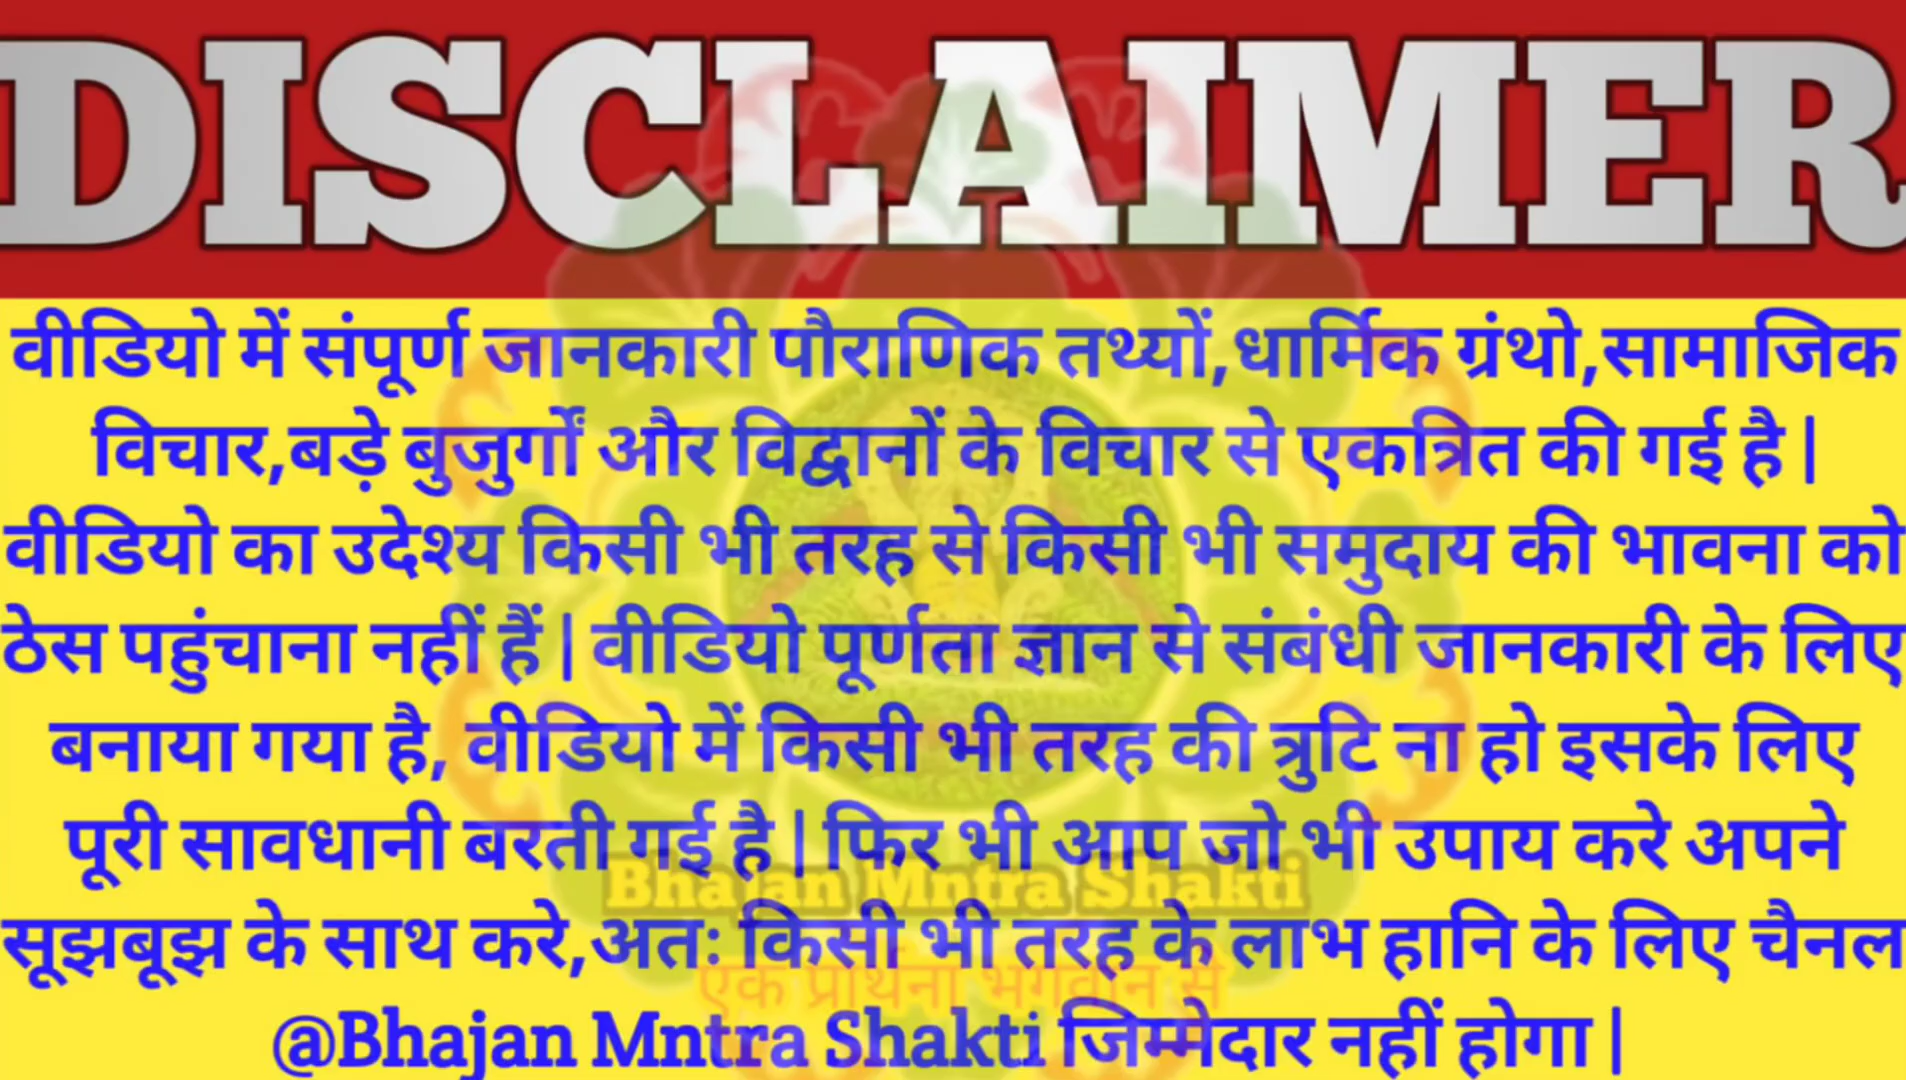 DISCLAIMER
वीडियो में संपूर्ण जानकारी पौराणिक तथ्यों,धार्मिक ग्रंथो,सामाजिक
विचार,बड़े बुजुर्गों और विद्वानों के विचार से एकत्रित की गई है |
वीडियो का उदेश्य किसी भी तरह से किसी भी समुदाय की भावना को
ठेस पहुंचाना नहीं हैं | वीडियो पूर्णता ज्ञान से संबंधी जानकारी के लिए
बनाया गया है, वीडियो में किसी भी तरह की त्रुटि ना हो इसके लिए
पूरी सावधानी बरती गई है | फिर भी आप जो भी उपाय करे अपने
Bhajan Mntra Shakti
सूझबूझ के साथ करे,अतः किसी भी तरह के लाभ हानि के लिए चैनल
एक प्रार्थना भगवान से
@Bhajan Mntra Shakti जिम्मेदार नहीं होगा |